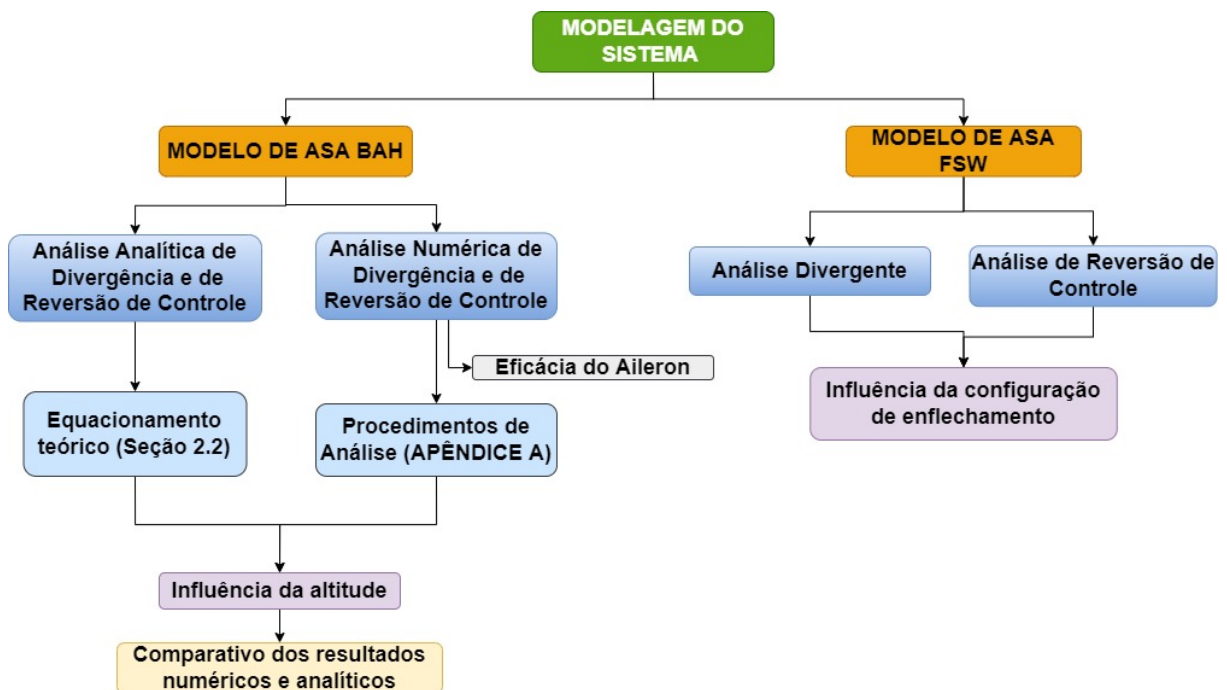 MODELAGEM DO
SISTEMA
MODELO DE ASA BAH
MODELO DE ASA
FSW
Análise Analítica de
Divergência e de
Reversão de Controle
Análise Numérica de
Divergência e de
Reversão de Controle
Análise Divergente
Análise de Reversão de
Controle
Eficácia do Aileron
Equacionamento
teórico (Seção 2.2)
Procedimentos de
Análise (APÊNDICE A)
Influência da configuração
de enflechamento
Influência da altitude
Comparativo dos resultados
numéricos e analíticos